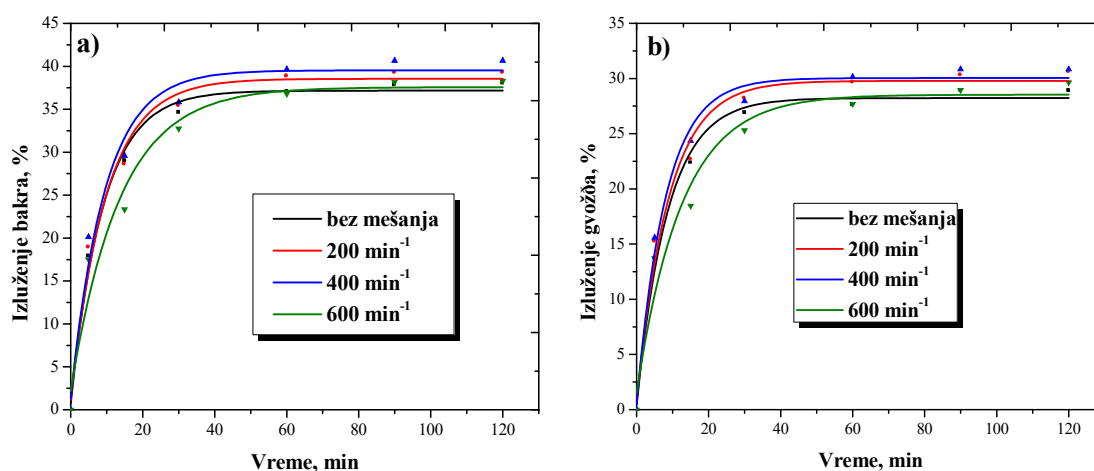 a)
45
40
35
30
25
20
15
10
5
0
Izluženje bakra, %
bez mešanja
200 min-1
400 min-1
600 min-1
0 20 40 60 80 100 120
Vreme, min
b)
35
30
25
20
15
10
5
0
Izluženje gvožđa, %
bez mešanja
200 min-1
400 min-1
600 min-1
0 20 40 60 80 100 120
Vreme, min